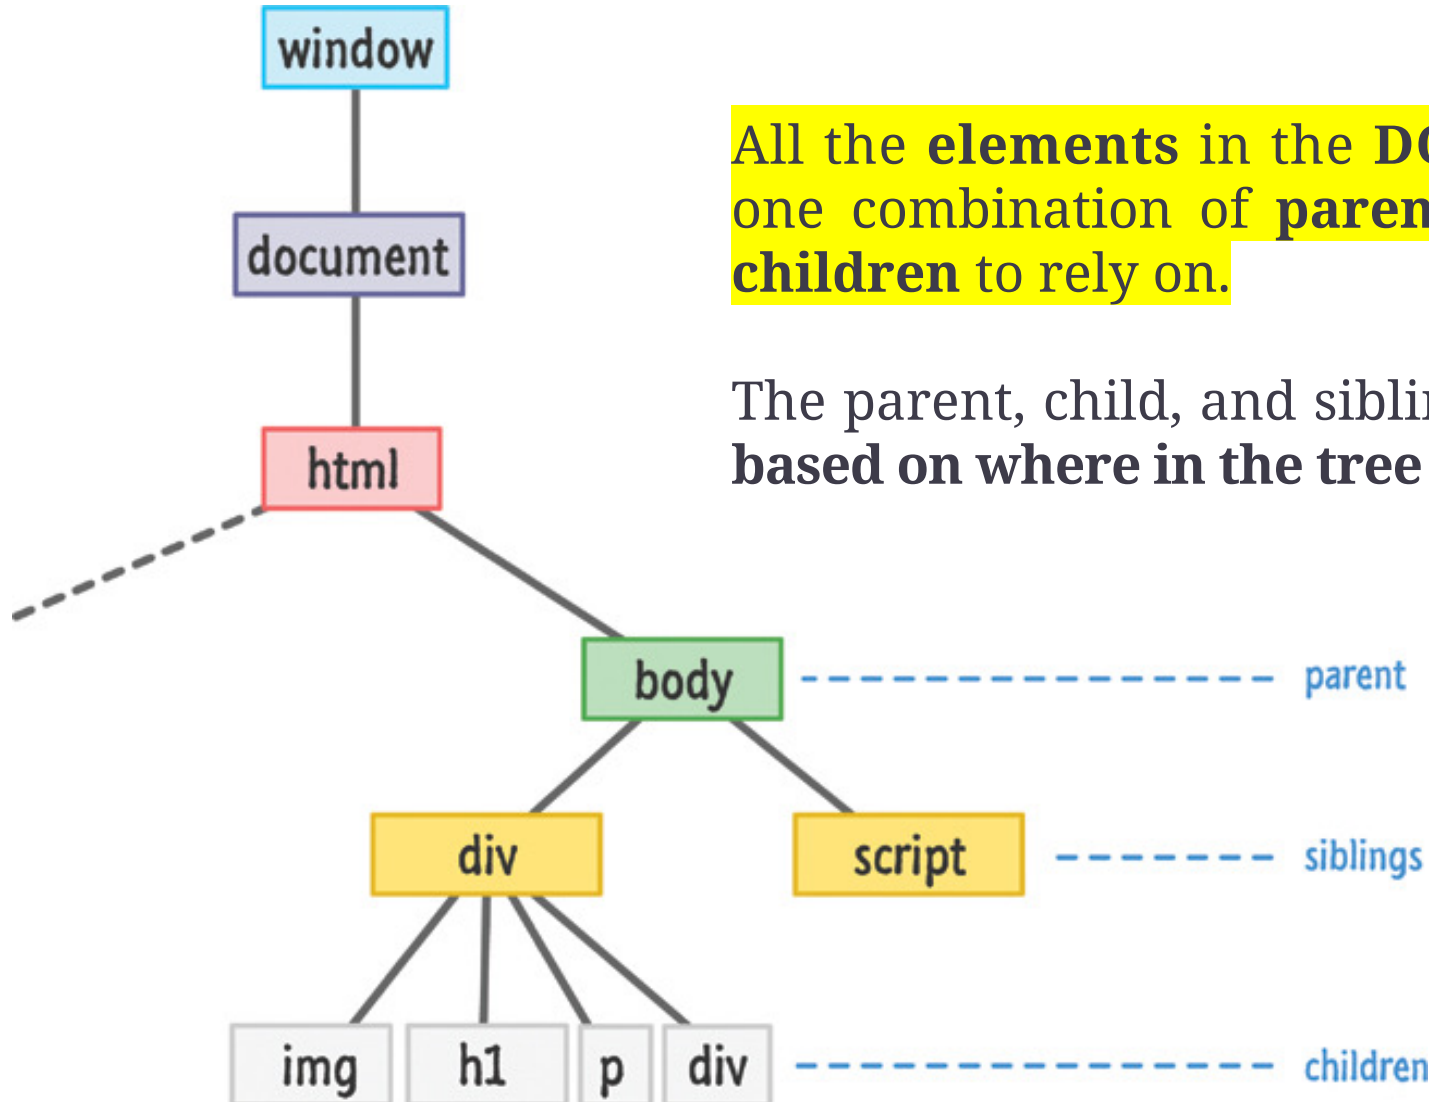 window
All the elements in the
document
one combination of
children to rely on.
The parent, child, and
html
based on where in the tree
body
parent
div
script
siblings
img
h1
p
div
children